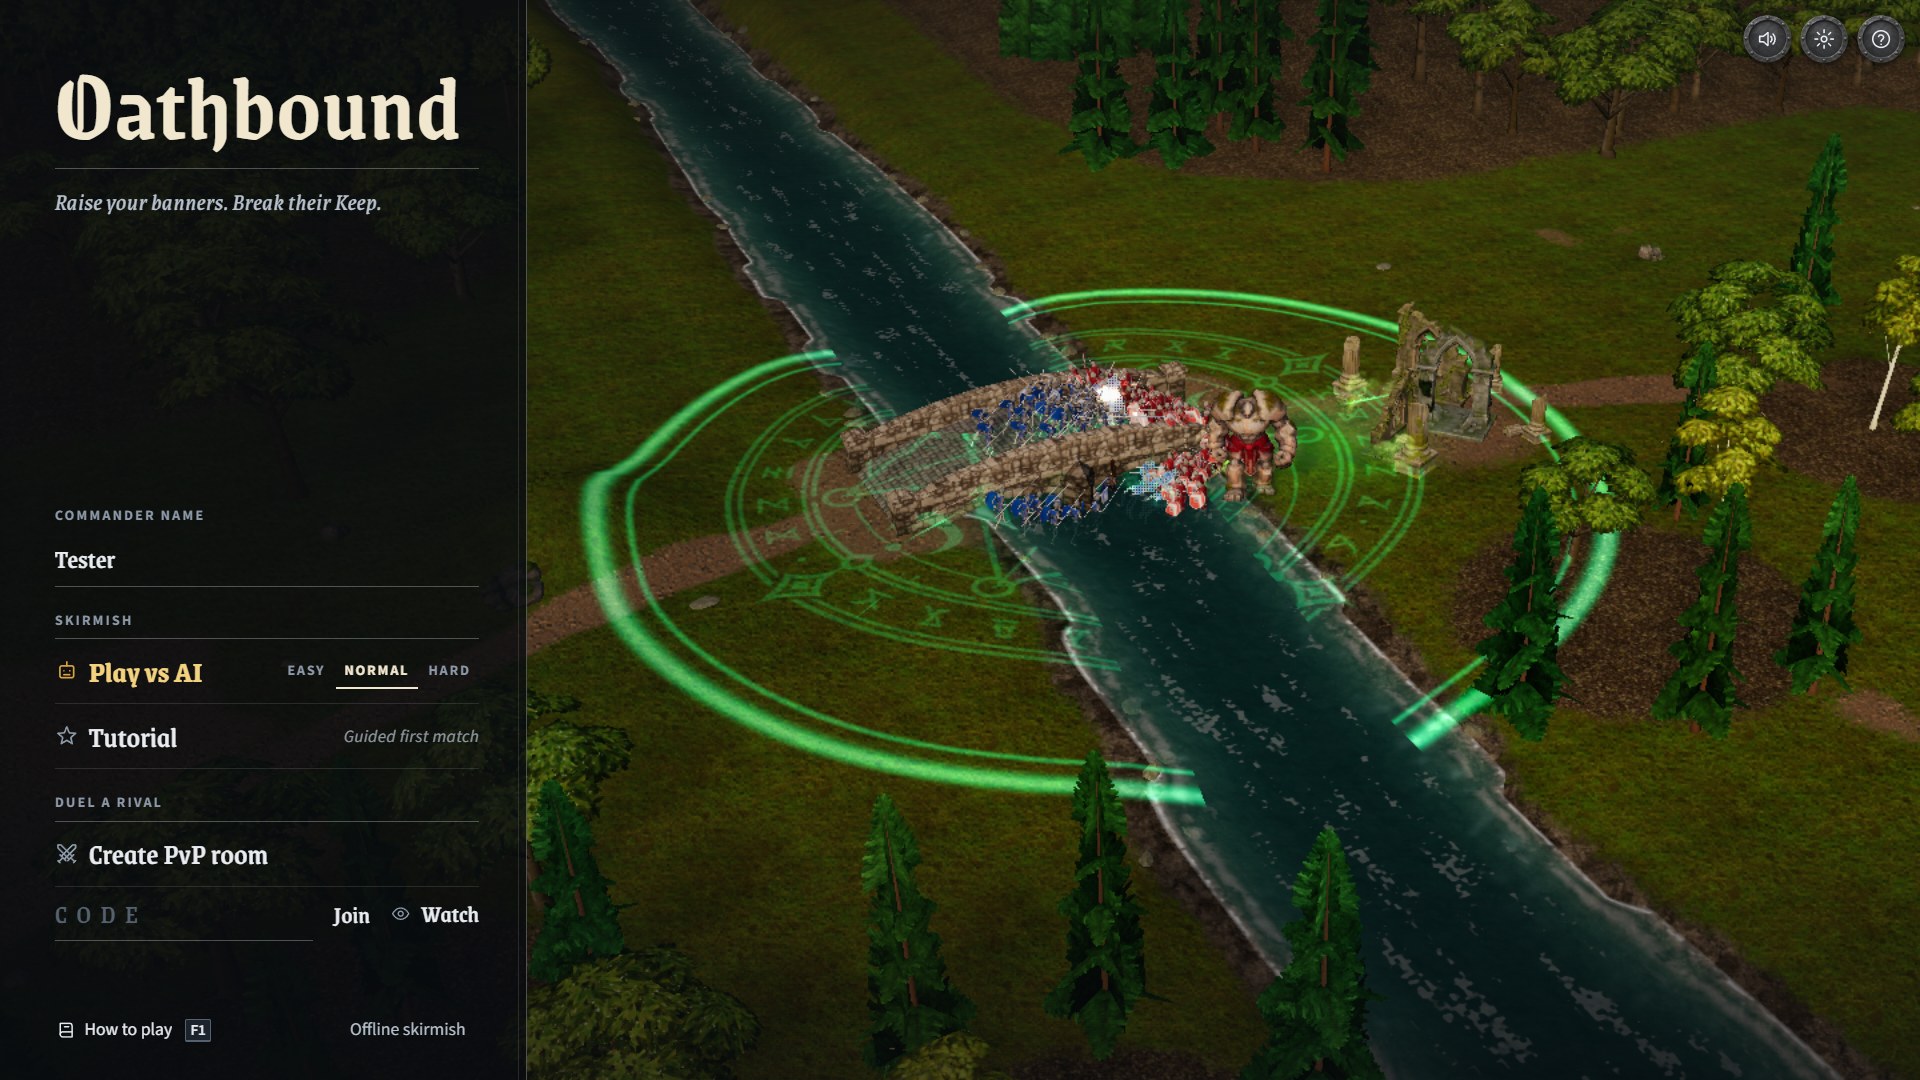 Oathbound
Raise your banners. Break their Keep.
COMMANDER NAME
Tester
SKIRMISH
Play vs AI EASY NORMAL HARD
Tutorial Guided first match
DUEL A RIVAL
Create PvP room
CODE Join Watch
How to play F1 Offline skirmish